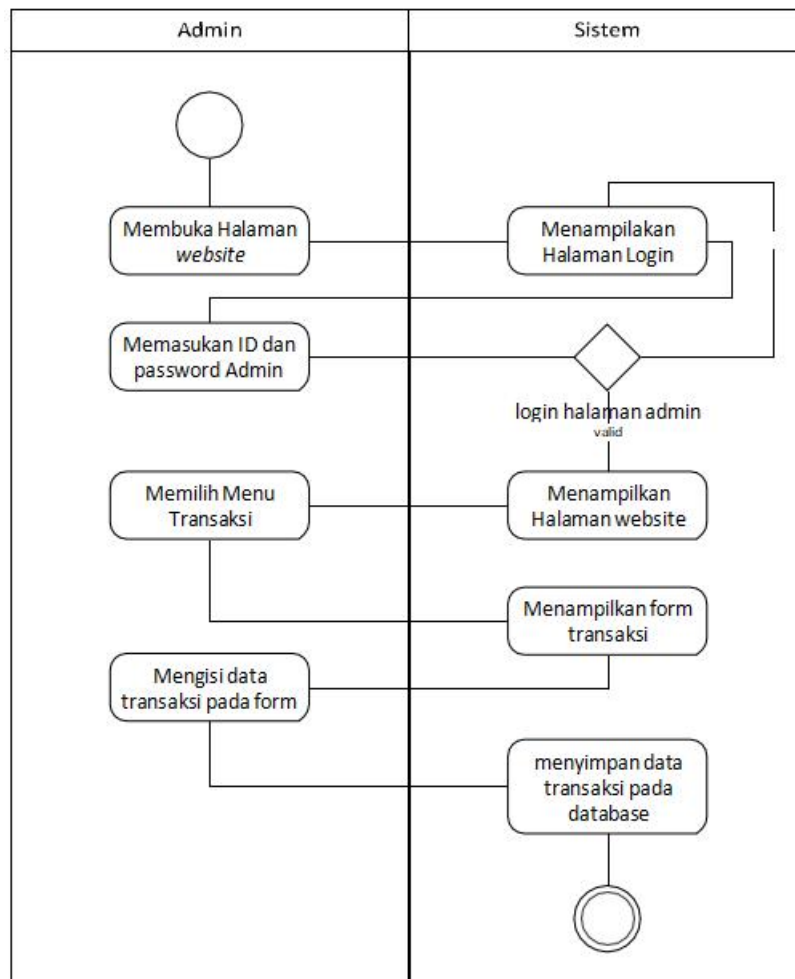 Admin
Sistem
Membuka Halaman
website
Menampilakan
Halaman Login
Memasukan ID dan
password Admin
login halaman admin
valid
Memilih Menu
Transaksi
Menampilkan
Halaman website
Menampilkan form
transaksi
Mengisi data
transaksi pada form
menyimpan data
transaksi pada
database